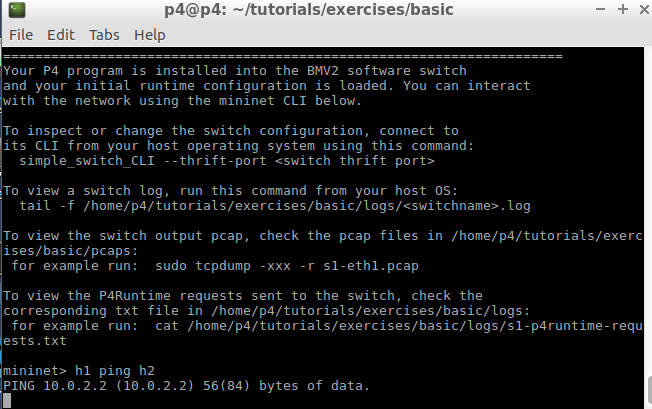 p4@p4: ~/tutorials/exercises/basic
File Edit Tabs Help
======================================================================
Your P4 program is installed into the BMV2 software switch
and your initial runtime configuration is loaded. You can interact
with the network using the mininet CLI below.
To inspect or change the switch configuration, connect to
its CLI from your host operating system using this command:
simple_switch_CLI --thrift-port <switch thrift port>
To view a switch log, run this command from your host OS:
tail -f /home/p4/tutorials/exercises/basic/logs/<switchname>.log
To view the switch output pcap, check the pcap files in /home/p4/tutorials/exerc
ises/basic/pcaps:
for example run:  sudo tcpdump -xxx -r s1-eth1.pcap
To view the P4Runtime requests sent to the switch, check the
corresponding txt file in /home/p4/tutorials/exercises/basic/logs:
for example run:  cat /home/p4/tutorials/exercises/basic/logs/s1-p4runtime-requ
ests.txt
mininet> h1 ping h2
PING 10.0.2.2 (10.0.2.2) 56(84) bytes of data.